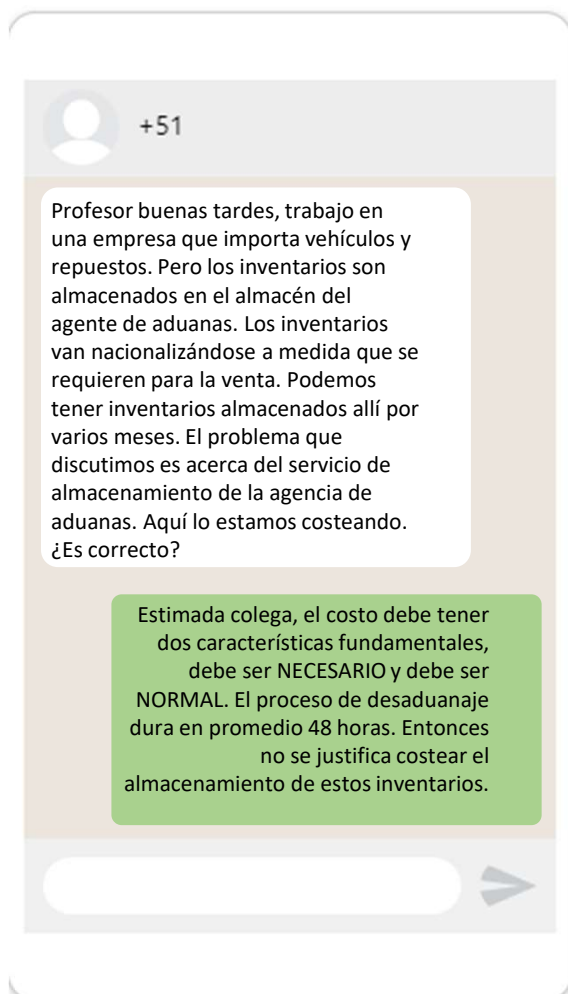 +51
Profesor buenas tardes, trabajo en
una empresa que importa vehículos y
repuestos. Pero los inventarios son
almacenados en el almacén del
agente de aduanas. Los inventarios
van nacionalizándose a medida que se
requieren para la venta. Podemos
tener inventarios almacenados allí por
varios meses. El problema que
discutimos es acerca del servicio de
almacenamiento de la agencia de
aduanas. Aquí lo estamos costeando.
¿Es correcto?
Estimada colega, el costo debe tener
dos características fundamentales,
debe ser NECESARIO y debe ser
NORMAL. El proceso de desaduanaje
dura en promedio 48 horas. Entonces
no se justifica costear el
almacenamiento de estos inventarios.